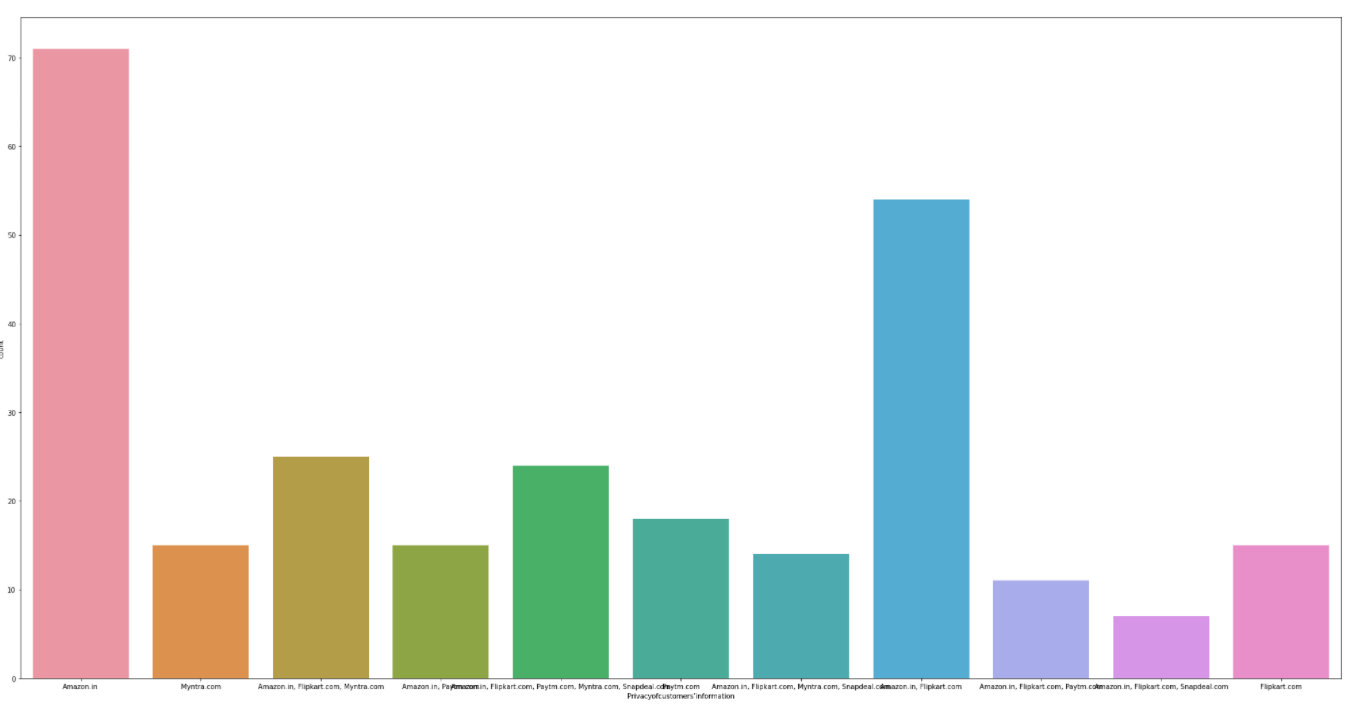 70
60
50
40
30
20
10
0
count
Amazon.in
Myntra.com
Amazon.in, Flipkart.com, Myntra.com
Amazon.in, Paytm.com
Amazon.in, Flipkart.com, Paytm.com, Myntra.com, Snapdeal.com
Paytm.com
Amazon.in, Flipkart.com, Myntra.com, Snapdeal.com
Amazon.in, Flipkart.com
Amazon.in, Flipkart.com, Paytm.com
Amazon.in, Flipkart.com, Snapdeal.com
Flipkart.com
Privacyofcustomers'information